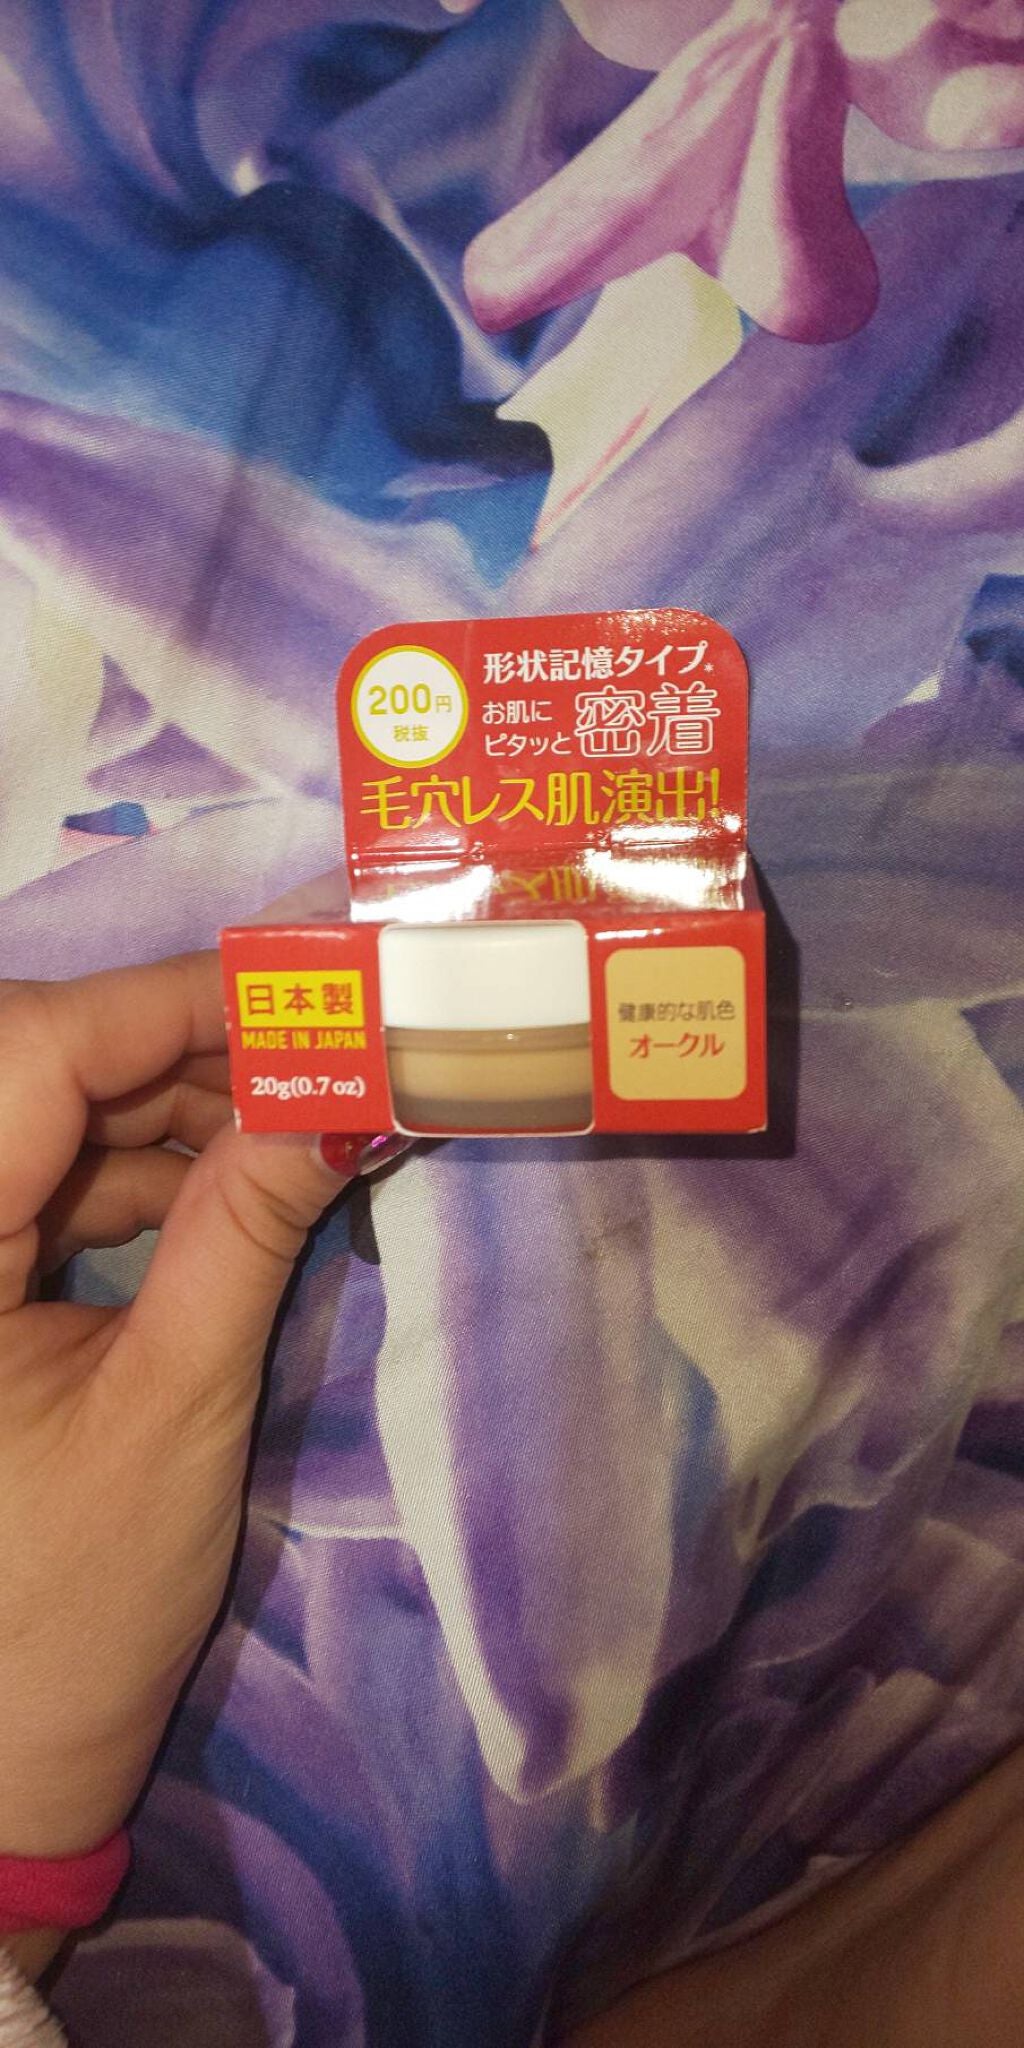 200円
税抜
形状記憶タイプ*
お肌に
ピタッと密着
毛穴レス肌演出!
日本製
MADE IN JAPAN
20g(0.7oz)
健康的な肌色
オークル